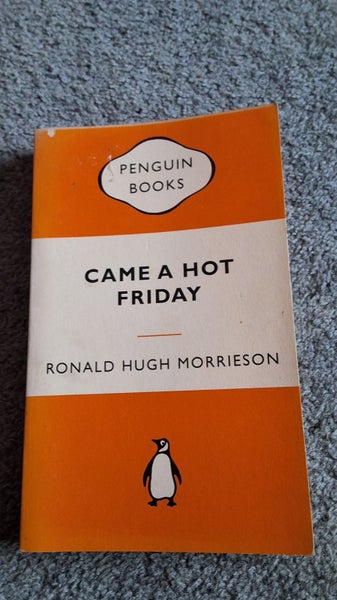 PENGUIN
BOOKS
CAME A HOT
FRIDAY
RONALD HUGH MORRIESON